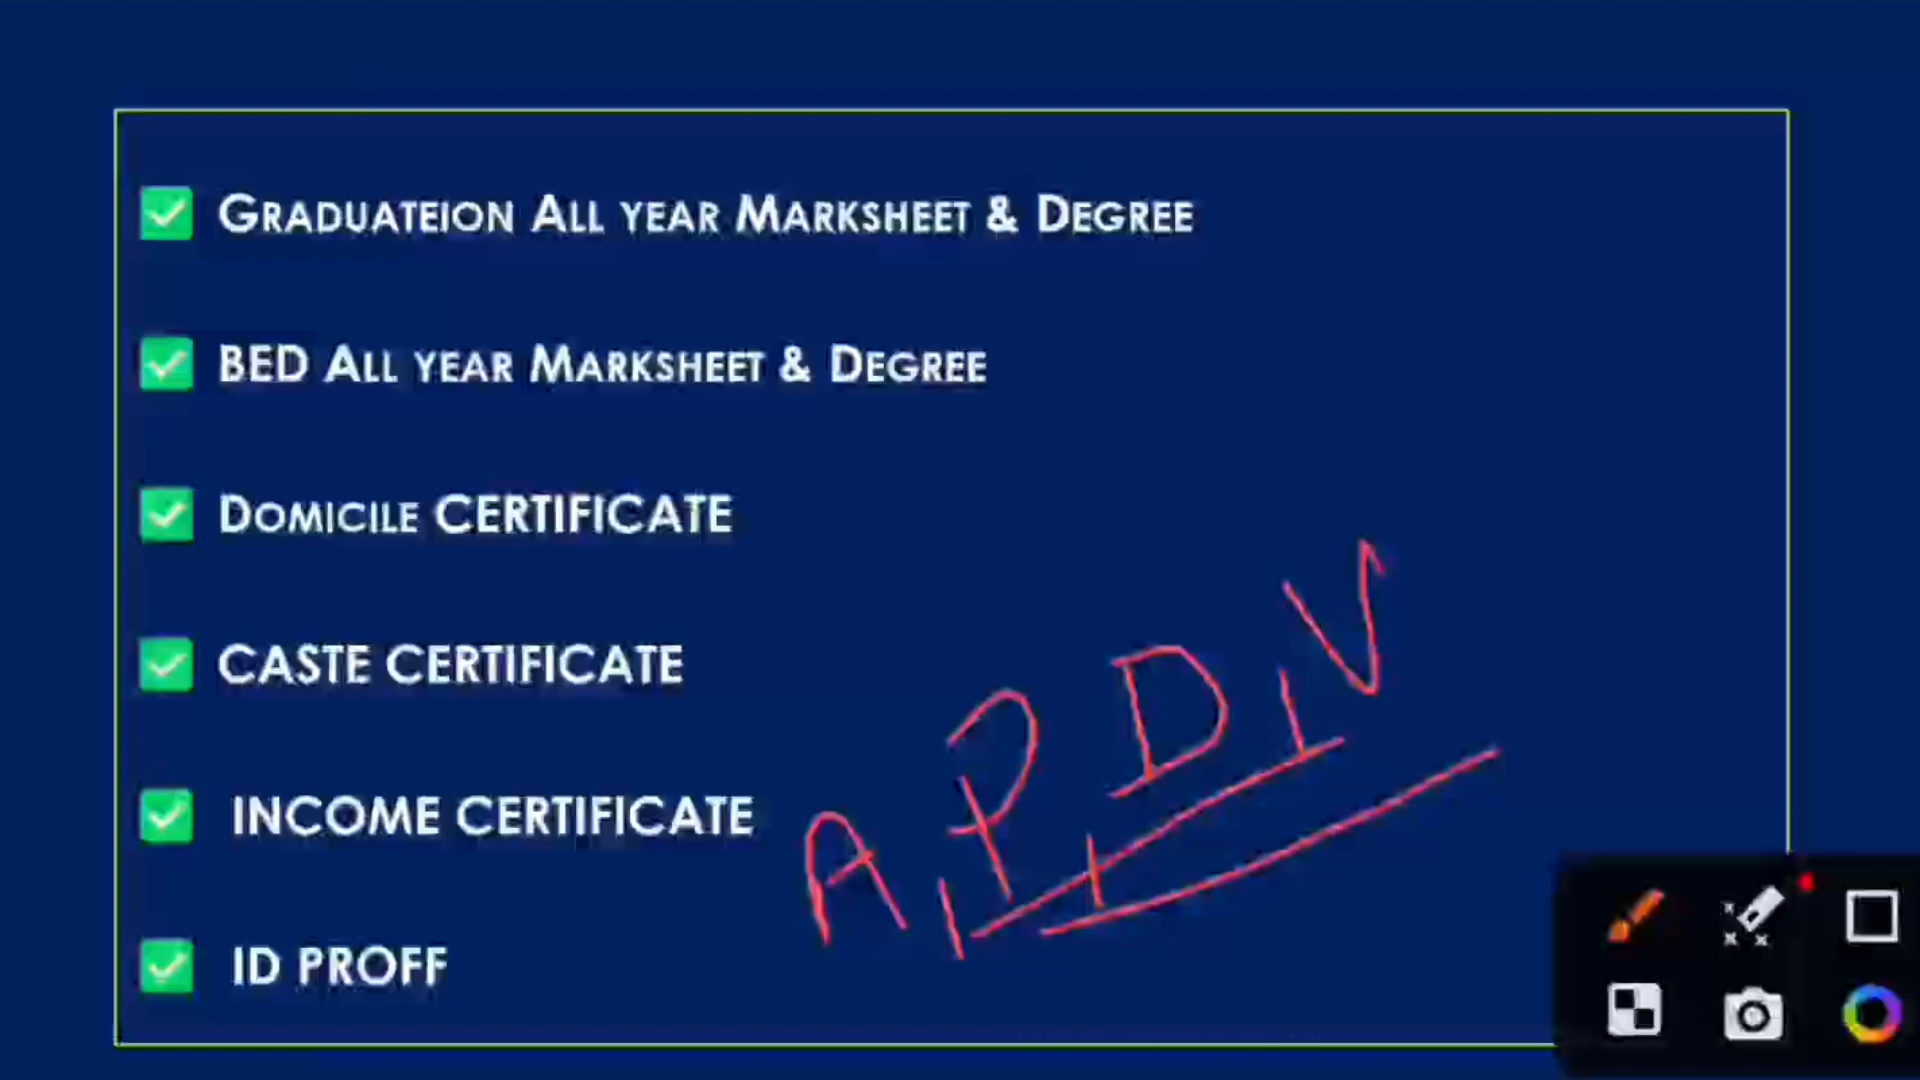 GRADUATEION ALL YEAR MARKSHEET & DEGREE
BED ALL YEAR MARKSHEET & DEGREE
DOMICILE CERTIFICATE
CASTE CERTIFICATE
INCOME CERTIFICATE
ID PROFF
A, P, D, V